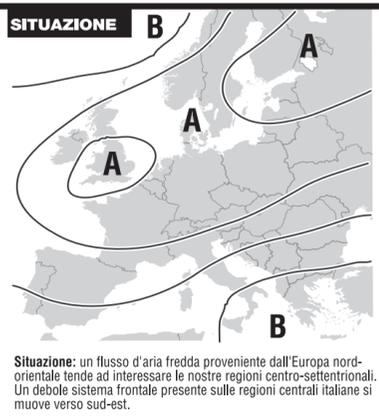 SITUAZIONE
B
A
A
A
B
Situazione: un flusso d'aria fredda proveniente dall'Europa nord-
orientale tende ad interessare le nostre regioni centro-settentrionali.
Un debole sistema frontale presente sulle regioni centrali italiane si
muove verso sud-est.